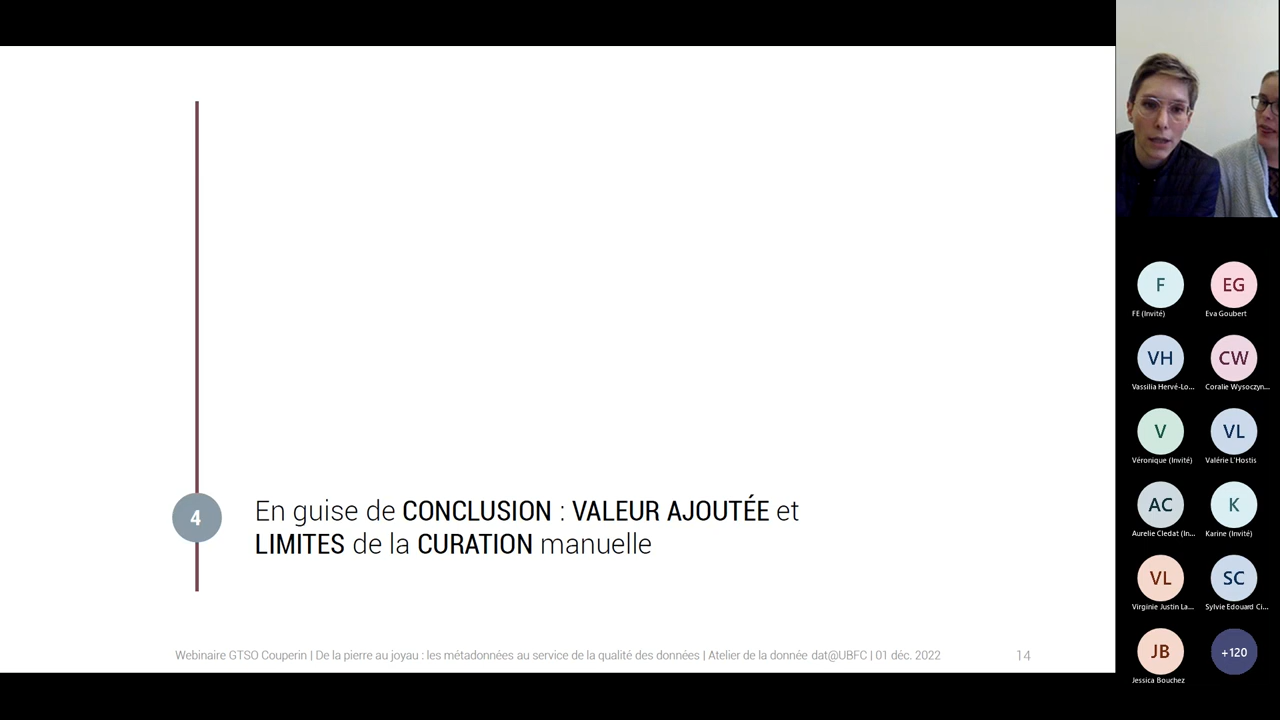 4
En guise de CONCLUSION : VALEUR AJOUTÉE et
LIMITES de la CURATION manuelle
Webinaire GTSO Couperin | De la pierre au joyau : les métadonnées au service de la qualité des données | Atelier de la donnée dat@UBFC | 01 déc. 2022
14
F
EG
FE (Invité)
Eva Goubert
VH
CW
Vassilia Hervé-Lo...
Coralie Wysoczyn...
V
VL
Véronique (Invité)
Valérie L'Hostis
AC
K
Aurelie Cledat (In...
Karine (Invité)
VL
SC
Virginie Justin La...
Sylvie Edouard Ci...
JB
+120
Jessica Bouchez